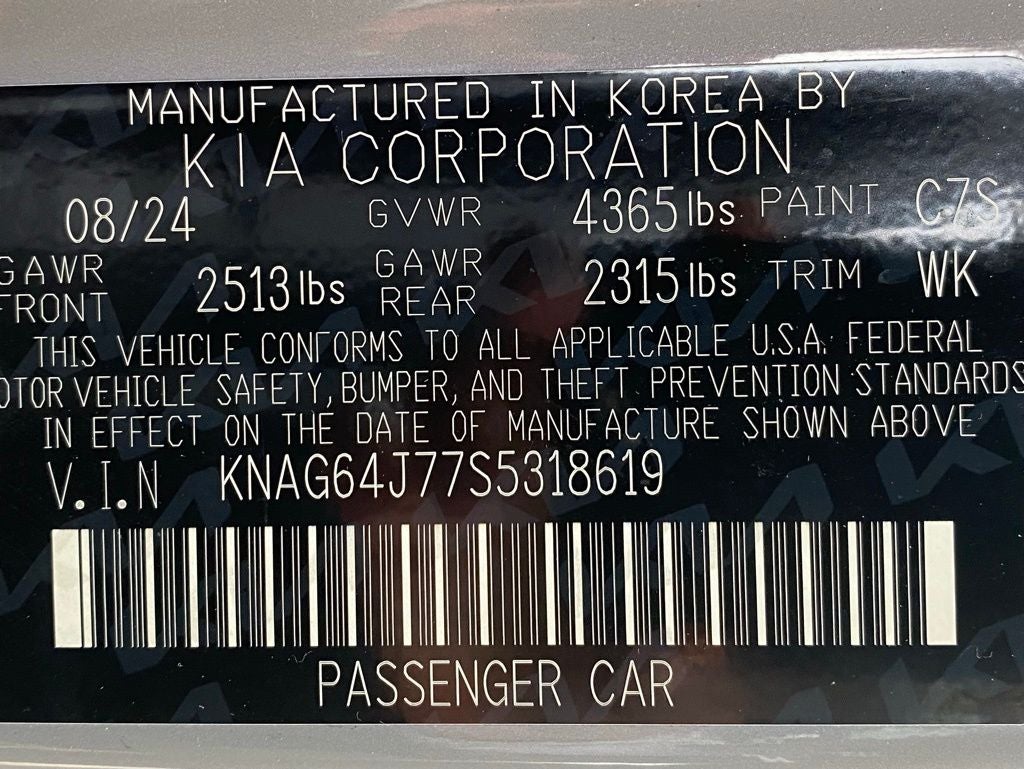 MANUFACTURED IN KOREA BY
KIA CORPORATION
08/24 GVWR 4365 lbs PAINT C7S
GAWR FRONT 2513 lbs GAWR REAR 2315 lbs TRIM WK
THIS VEHICLE CONFORMS TO ALL APPLICABLE U.S.A. FEDERAL
OTOR VEHICLE SAFETY, BUMPER, AND THEFT PREVENTION STANDARDS
IN EFFECT ON THE DATE OF MANUFACTURE SHOWN ABOVE
V.I.N KNAG64J77S5318619
PASSENGER CAR